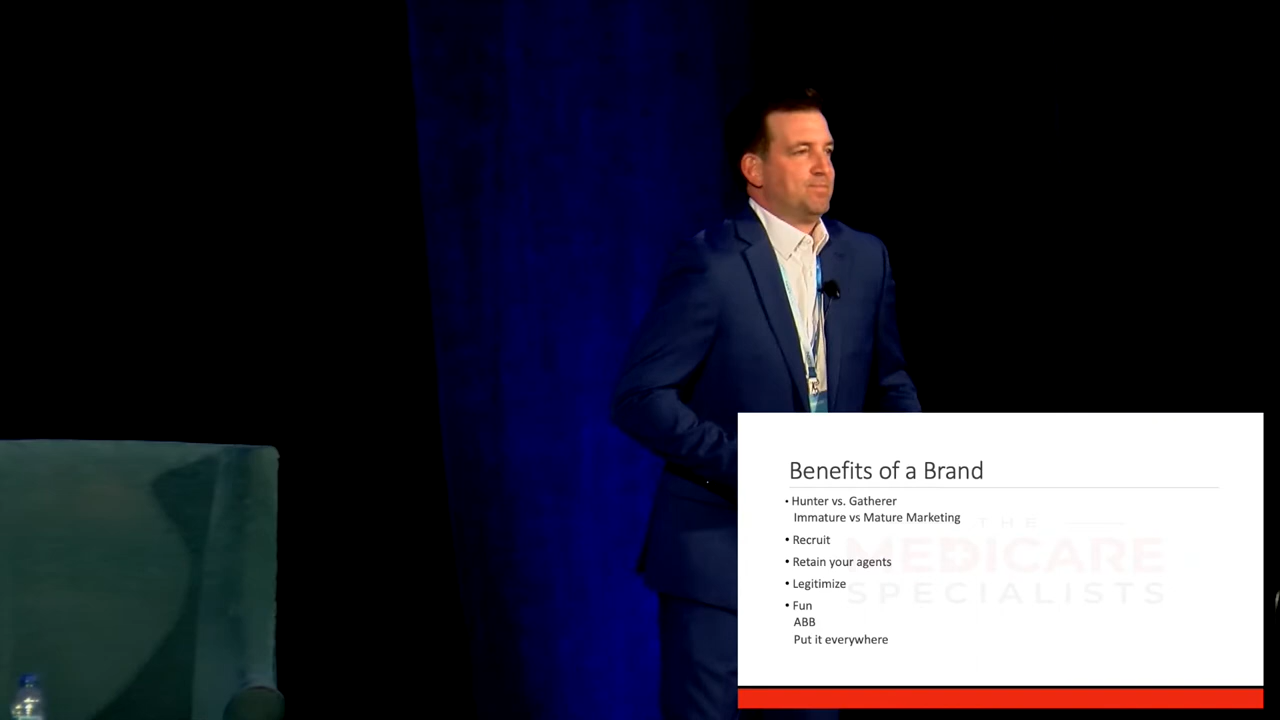 Benefits of a Brand
• Hunter vs. Gatherer
Immature vs Mature Marketing
• Recruit
• Retain your agents
• Legitimize
• Fun
ABB
Put it everywhere
THE
MEDICARE
SPECIALISTS